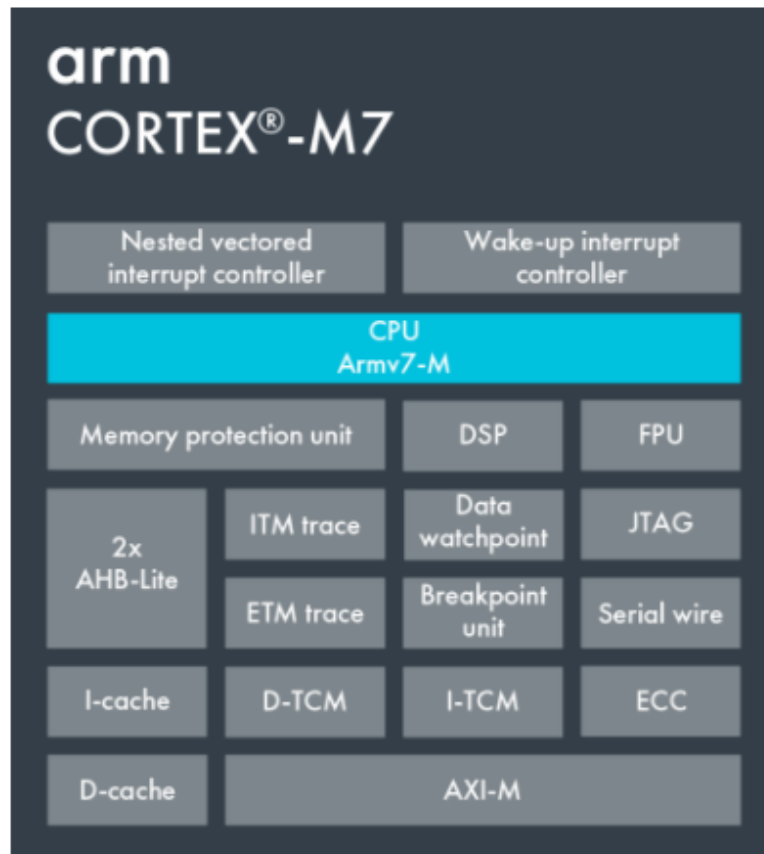 arm
CORTEX®-M7
Nested vectored
interrupt controller
Wake-up interrupt
controller
CPU
Armv7-M
Memory protection unit
DSP
FPU
2x
AHB-Lite
ITM trace
Data
watchpoint
JTAG
ETM trace
Breakpoint
unit
Serial wire
I-cache
D-TCM
I-TCM
ECC
D-cache
AXI-M